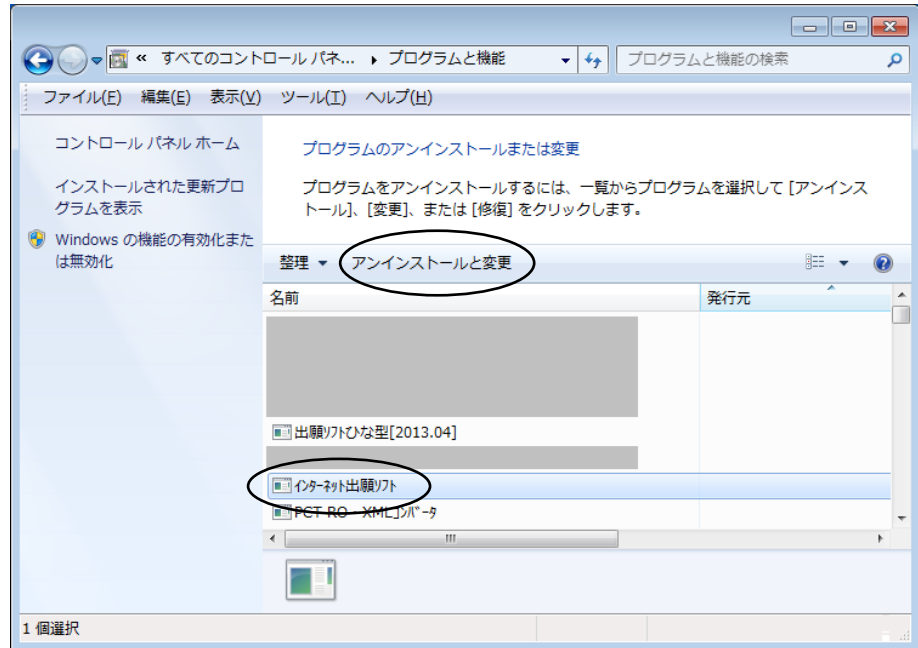 « すべてのコントロール パネ... ▸ プログラムと機能
プログラムと機能の検索
ファイル(F) 編集(E) 表示(V) ツール(T) ヘルプ(H)
コントロール パネル ホーム
インストールされた更新プロ
グラムを表示
Windows の機能の有効化また
は無効化
プログラムのアンインストールまたは変更
プログラムをアンインストールするには、一覧からプログラムを選択して [アンインス
トール]、[変更]、または [修復] をクリックします。
整理 アンインストールと変更
名前 発行元
出願ｿﾌﾄひな型[2013.04]
ｲﾝﾀｰﾈｯﾄ出願ｿﾌﾄ
PCT-RO - XMLｺﾝﾊﾞｰﾀ
1 個選択